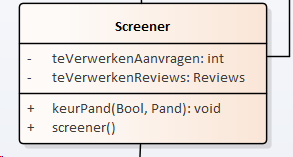 Screener
- teVerwerkenAanvragen: int
- teVerwerkenReviews: Reviews
+ keurPand(Bool, Pand): void
+ screener()